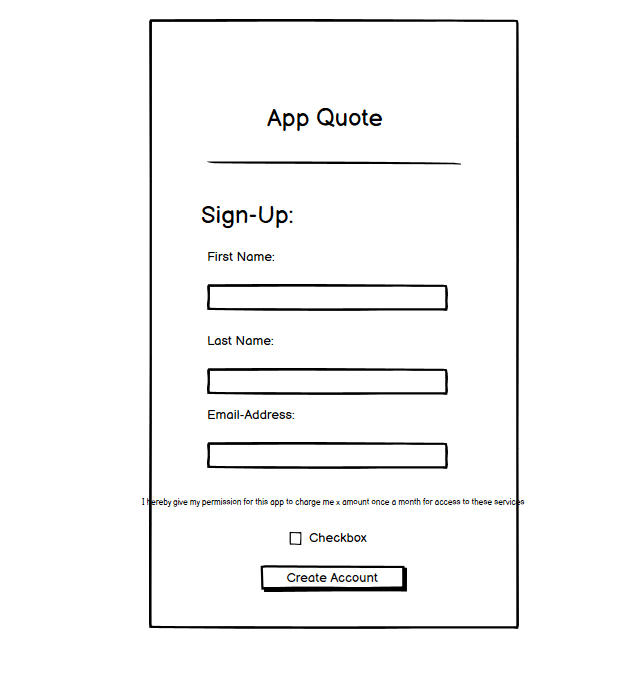 App Quote
Sign-Up:
First Name:
Last Name:
Email-Address:
I hereby give my permission for this app to charge me x amount once a month for access to these services
Checkbox
Create Account